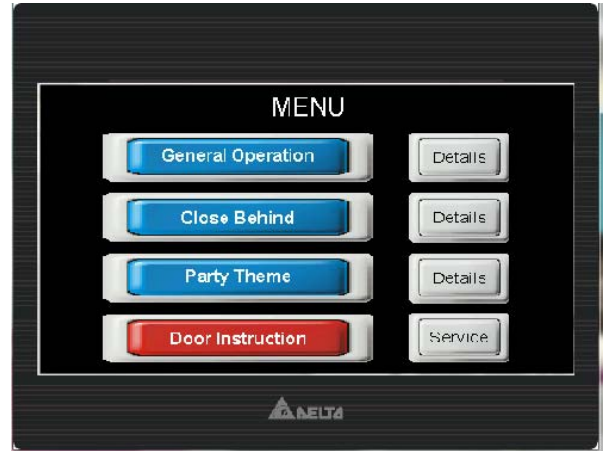 MENU
General Operation Details
Close Behind Details
Party Theme Details
Door Instruction Service
DELTA